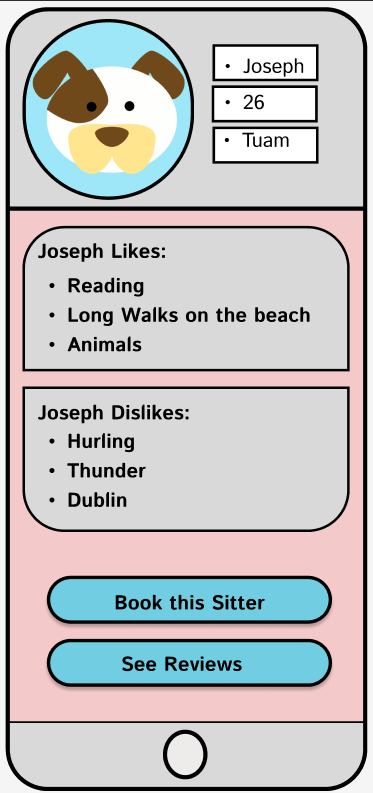 • Joseph
• 26
• Tuam
Joseph Likes:
• Reading
• Long Walks on the beach
• Animals
Joseph Dislikes:
• Hurling
• Thunder
• Dublin
Book this Sitter
See Reviews